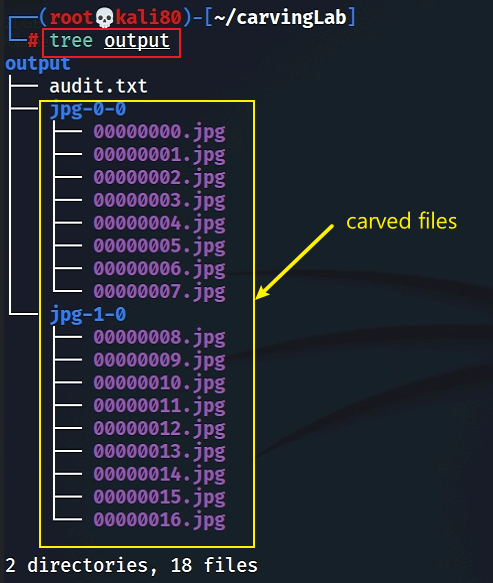 ┌──(root💀kali80)-[~/carvingLab]
└─# tree output
output
├── audit.txt
├── jpg-0-0
│   ├── 00000000.jpg
│   ├── 00000001.jpg
│   ├── 00000002.jpg
│   ├── 00000003.jpg
│   ├── 00000004.jpg
│   ├── 00000005.jpg
│   ├── 00000006.jpg
│   └── 00000007.jpg
└── jpg-1-0
    ├── 00000008.jpg
    ├── 00000009.jpg
    ├── 00000010.jpg
    ├── 00000011.jpg
    ├── 00000012.jpg
    ├── 00000013.jpg
    ├── 00000014.jpg
    ├── 00000015.jpg
    └── 00000016.jpg
carved files
2 directories, 18 files